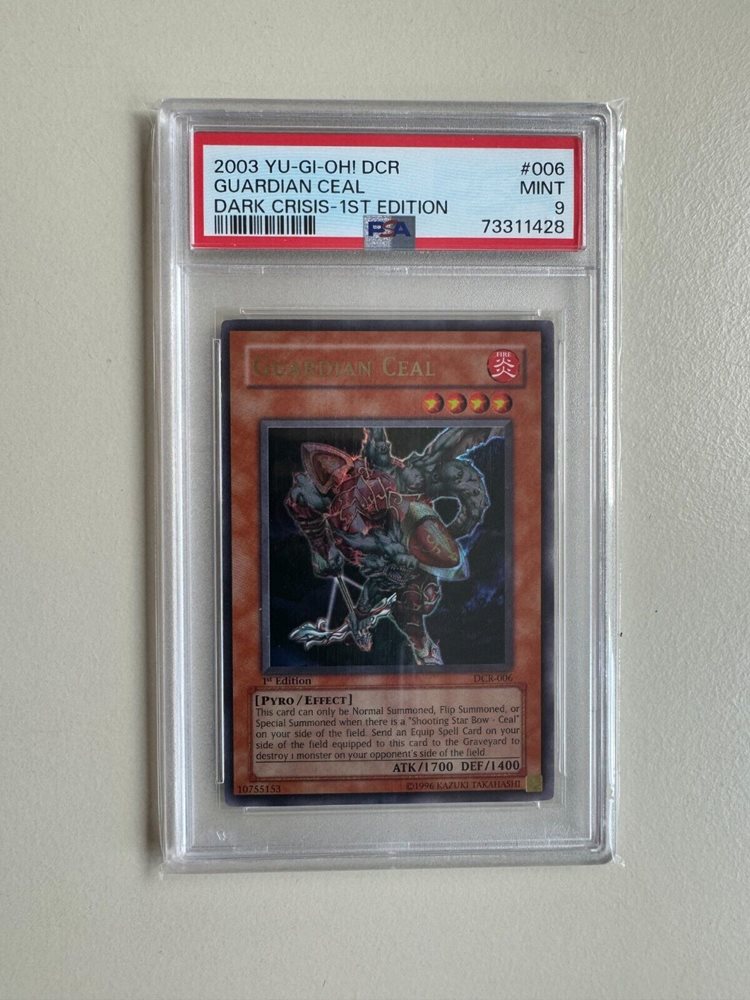 2003 YU-GI-OH! DCR #006
GUARDIAN CEAL MINT
DARK CRISIS-1ST EDITION 9
PSA 73311428
GUARDIAN CEAL
FIRE
炎
1st Edition DCR-006
[PYRO/EFFECT]
This card can only be Normal Summoned, Flip Summoned, or
Special Summoned when there is a "Shooting Star Bow - Ceal"
on your side of the field. Send an Equip Spell Card on your
side of the field equipped to this card to the Graveyard to
destroy 1 monster on your opponent's side of the field.
ATK/1700 DEF/1400
10755153 ©1996 KAZUKI TAKAHASHI